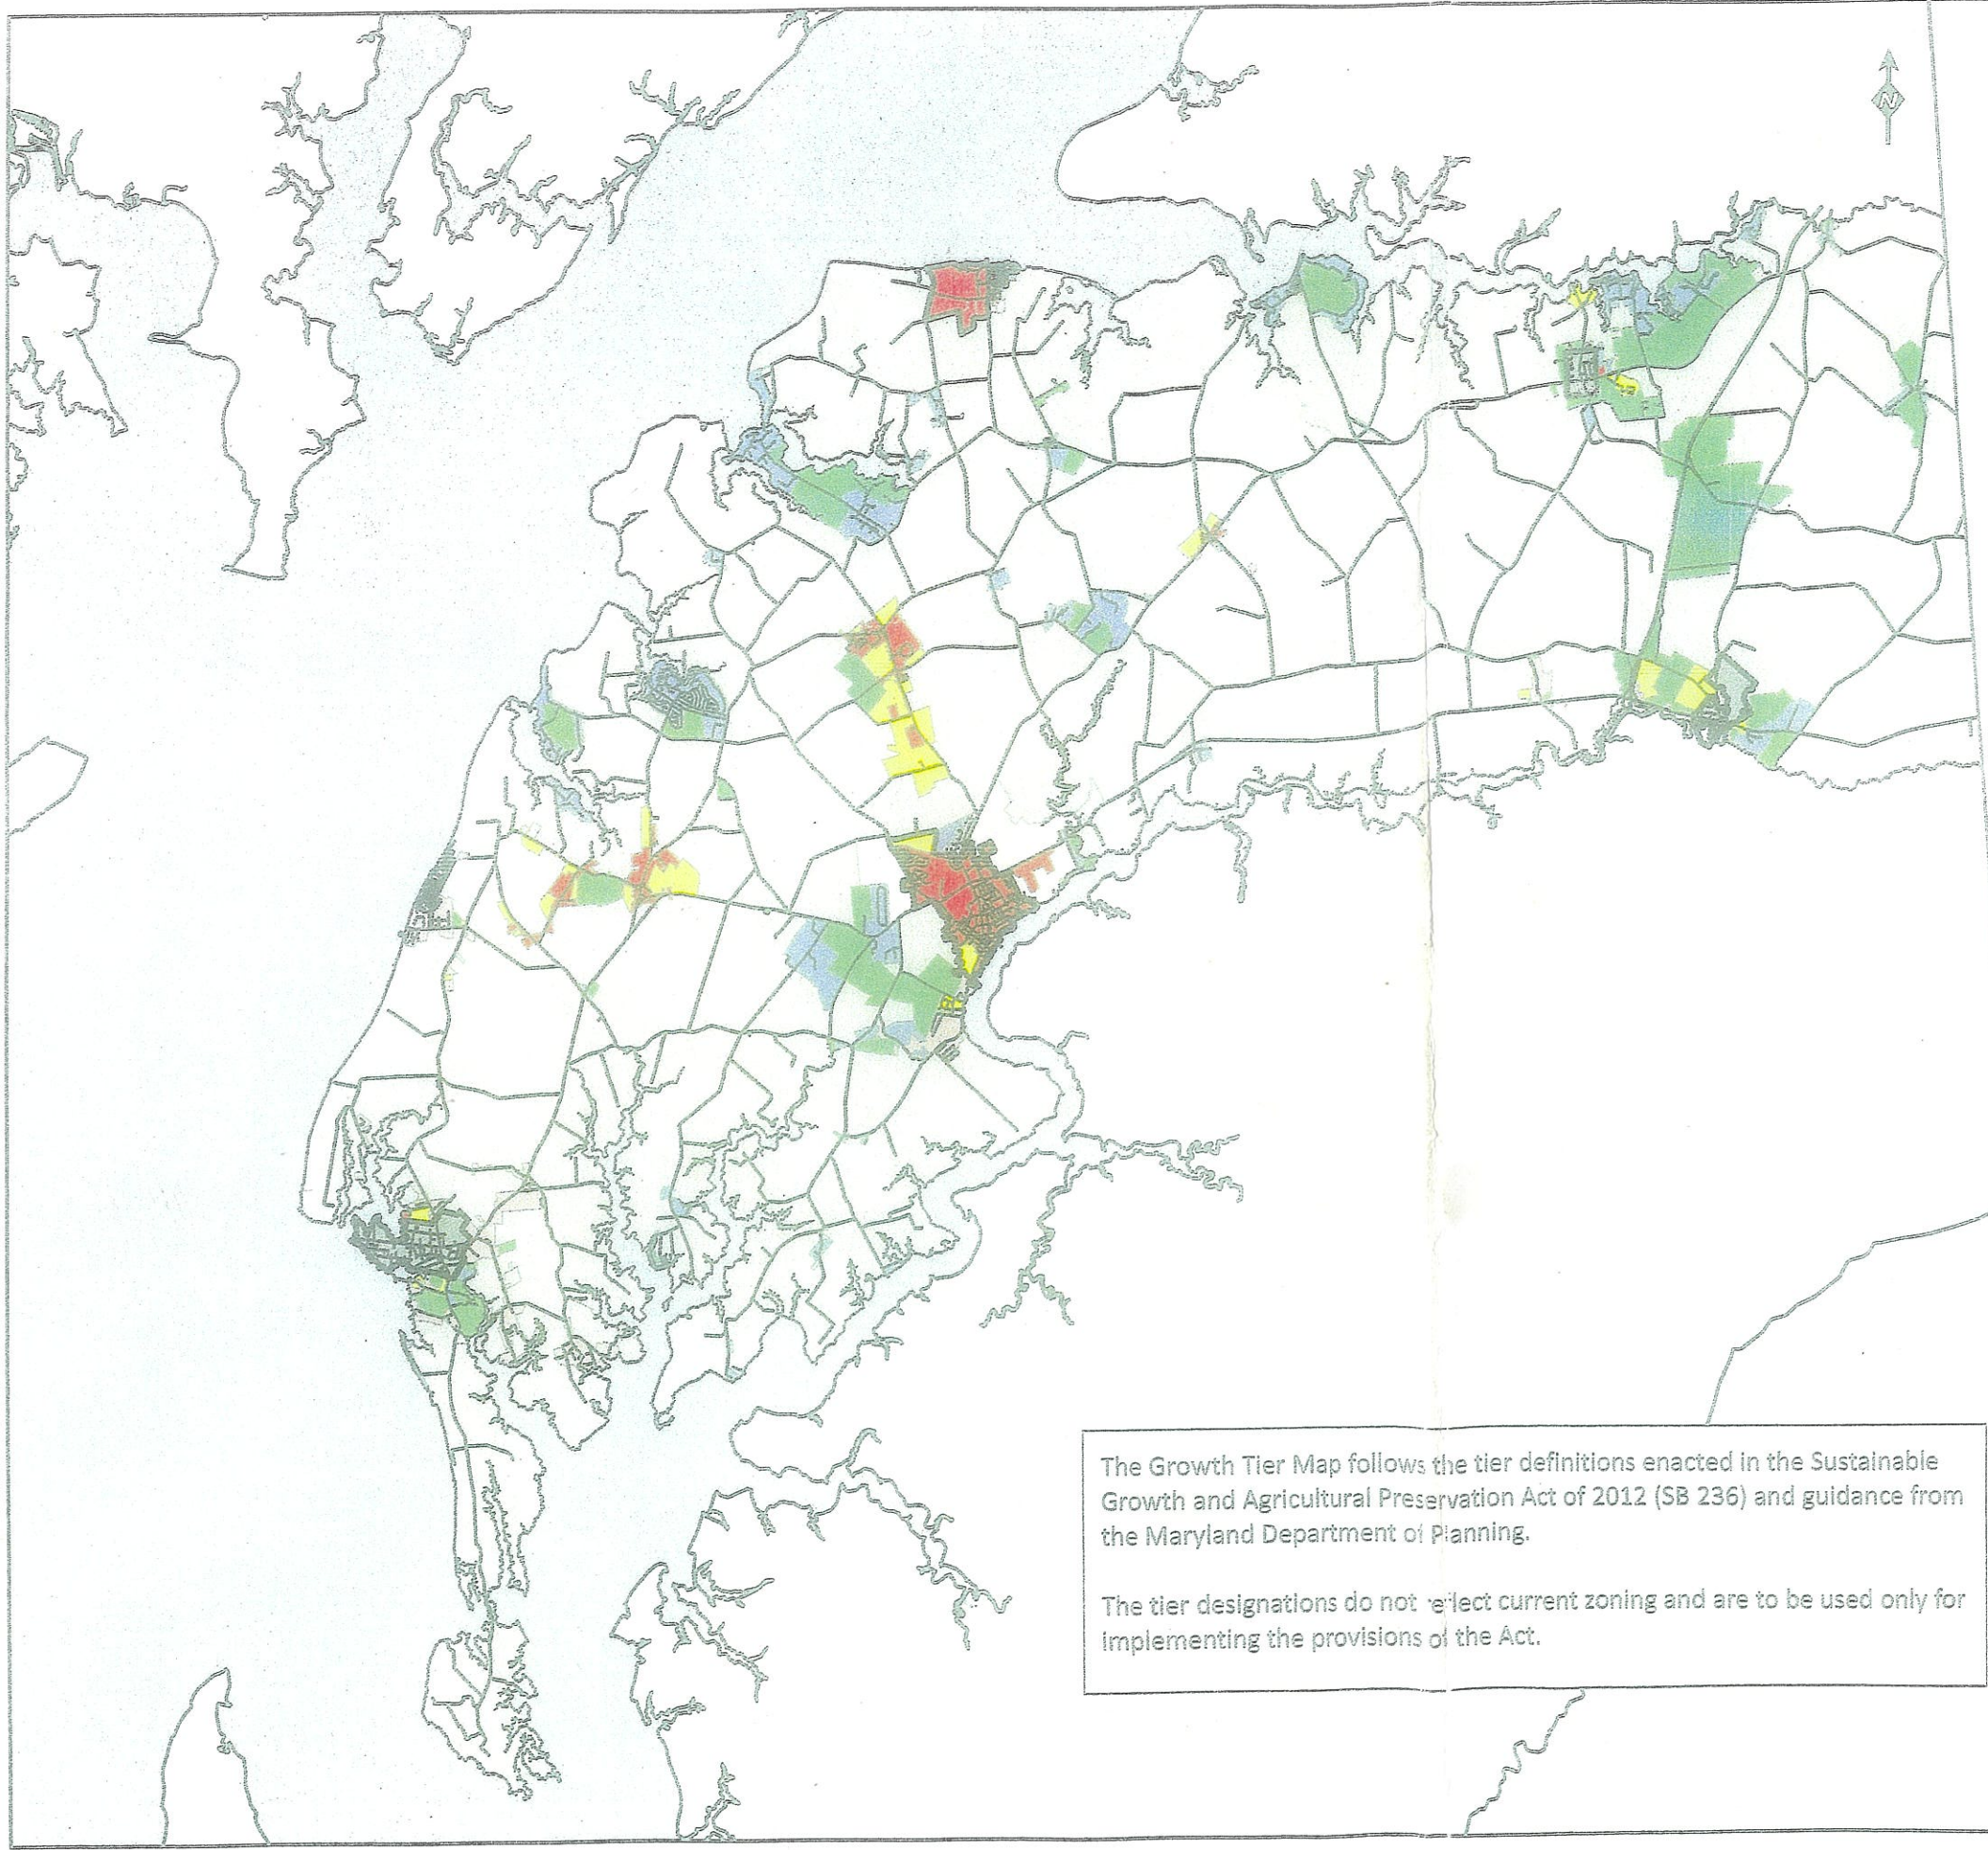 N
The Growth Tier Map follows the tier definitions enacted in the Sustainable
Growth and Agricultural Preservation Act of 2012 (SB 236) and guidance from
the Maryland Department of Planning.
The tier designations do not reflect current zoning and are to be used only for
implementing the provisions of the Act.